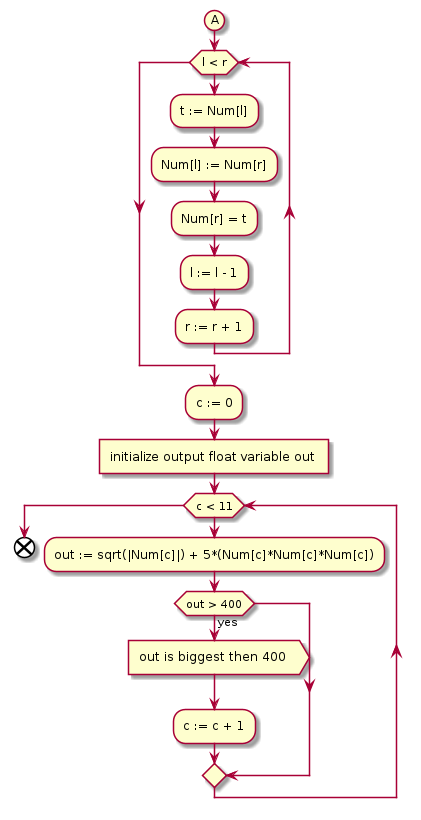 A
l < r
t := Num[l]
Num[l] := Num[r]
Num[r] = t
l := l - 1
r := r + 1
c := 0
initialize output float variable out
c < 11
out := sqrt(|Num[c]|) + 5*(Num[c]*Num[c]*Num[c])
out > 400
yes
out is biggest then 400
c := c + 1